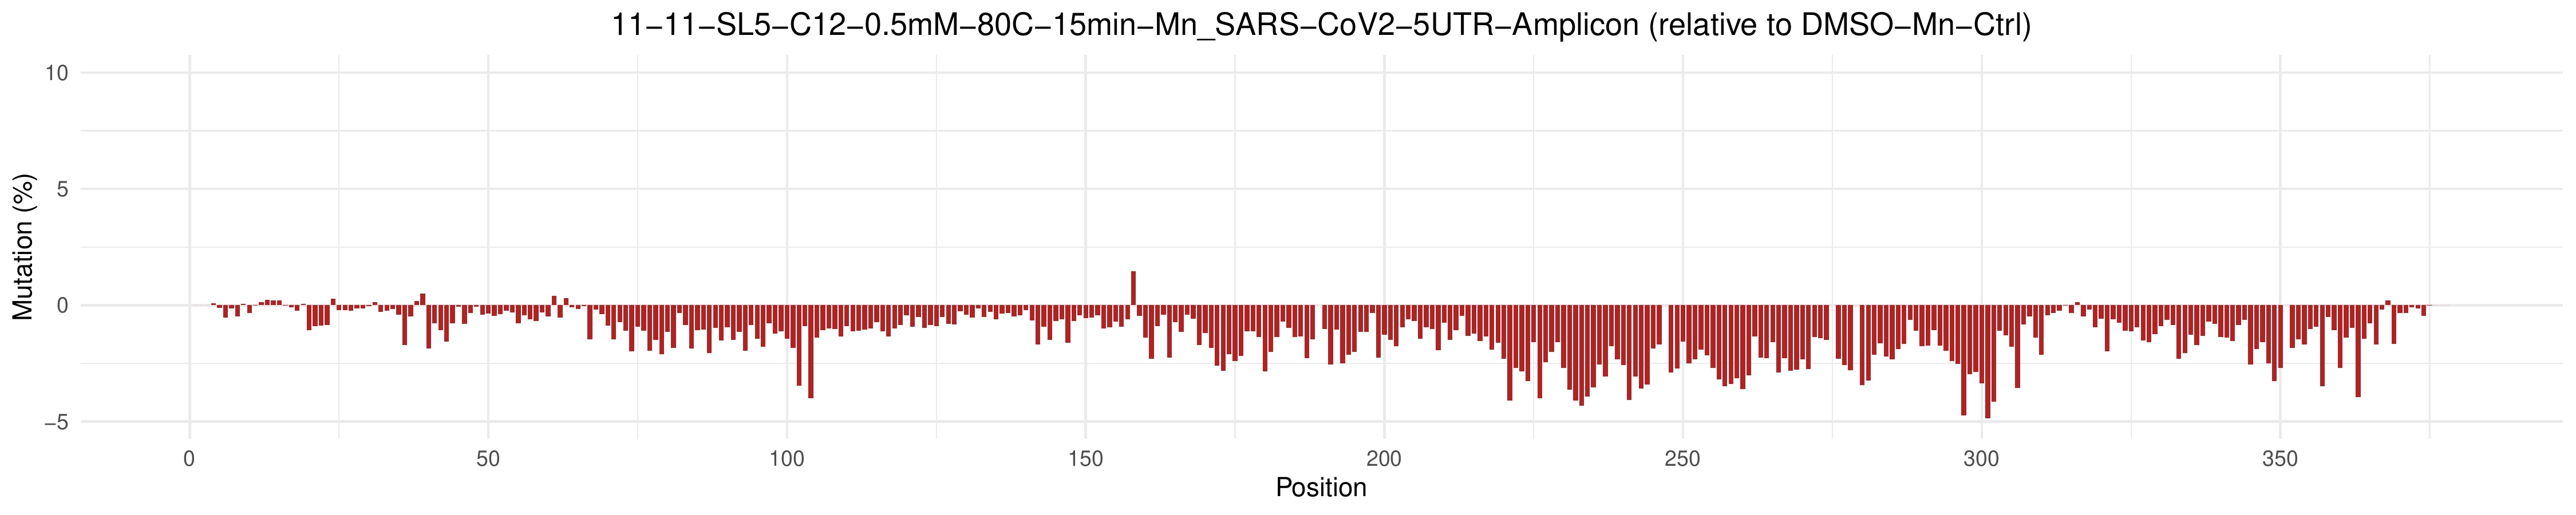 11−11−SL5−C12−0.5mM−80C−15min−Mn_SARS−CoV2−5UTR−Amplicon (relative to DMSO−Mn−Ctrl)
Mutation (%)
10
5
0
−5
0 50 100 150 200 250 300 350
Position